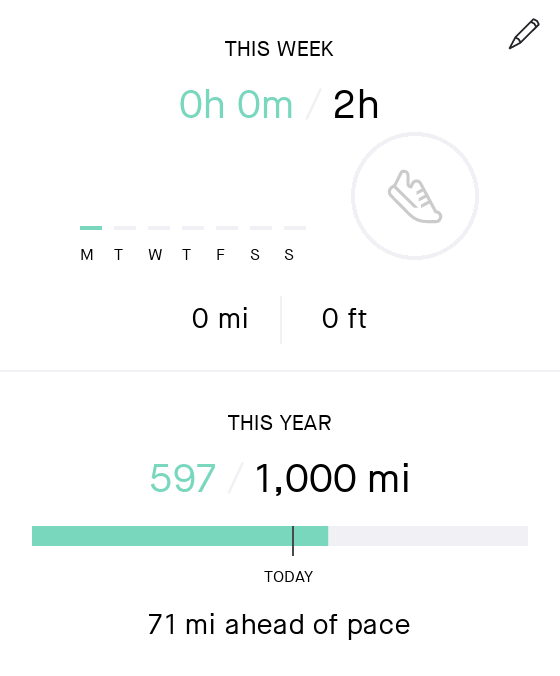 THIS WEEK
0h 0m / 2h
M T W T F S S
0 mi | 0 ft
THIS YEAR
597 / 1,000 mi
TODAY
71 mi ahead of pace